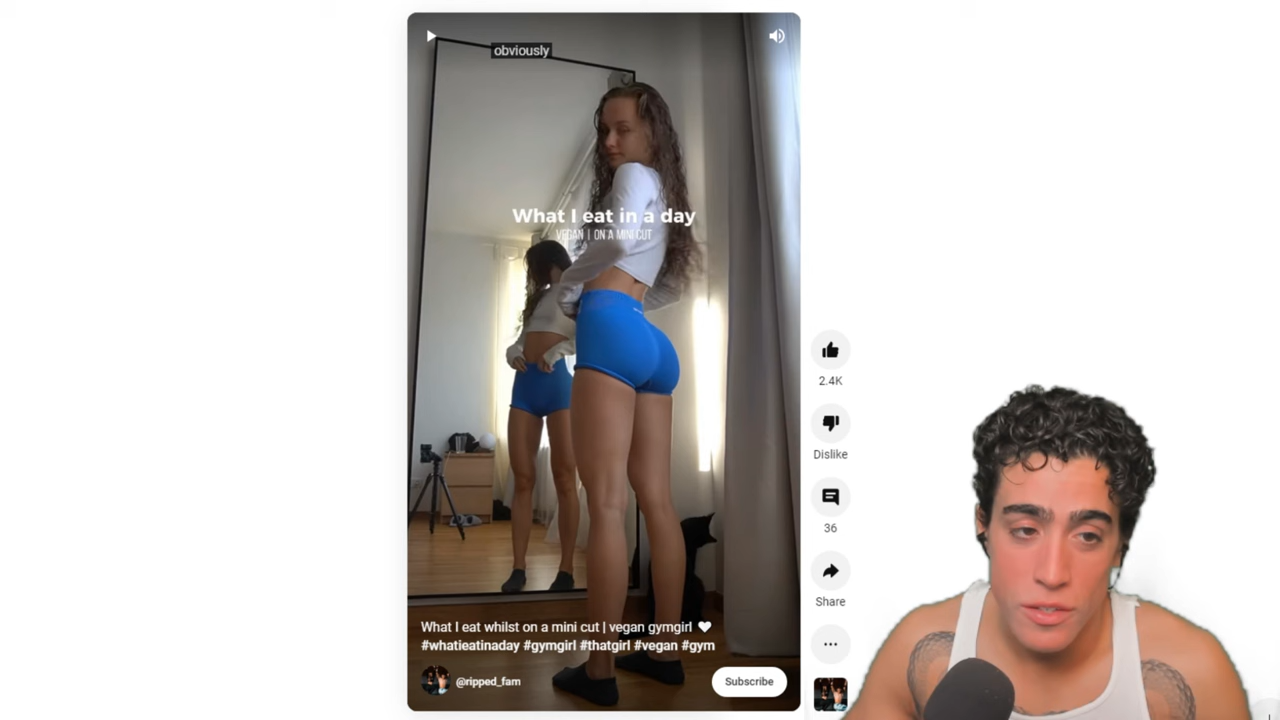 obviously
What I eat in a day
VEGAN | ON A MINI CUT
2.4K
Dislike
36
Share
What I eat whilst on a mini cut | vegan gymgirl 🤍
#whatieatinaday #gymgirl #thatgirl #vegan #gym
@ripped_fam
Subscribe